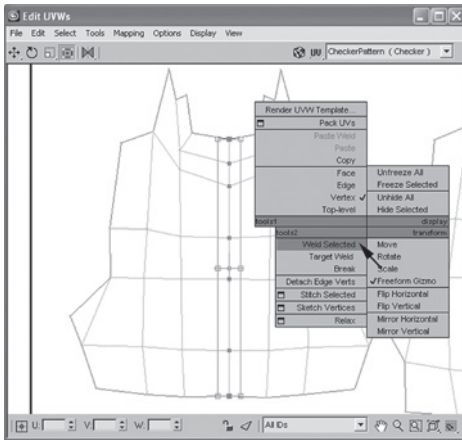 Edit UVWs
File Edit Select Tools Mapping Options Display View
UV CheckerPattern ( Checker )
Render UVW Template...
Pack UVs
Paste Weld
Paste
Copy
Face
Edge
Vertex
Top-level
tools1
Unfreeze All
Freeze Selected
Unhide All
Hide Selected
display
tools2
transform
Weld Selected
Target Weld
Break
Detach Edge Verts
Stitch Selected
Sketch Vertices
Relax
Move
Rotate
Scale
Freeform Gizmo
Flip Horizontal
Flip Vertical
Mirror Horizontal
Mirror Vertical
U: V: W: All IDs